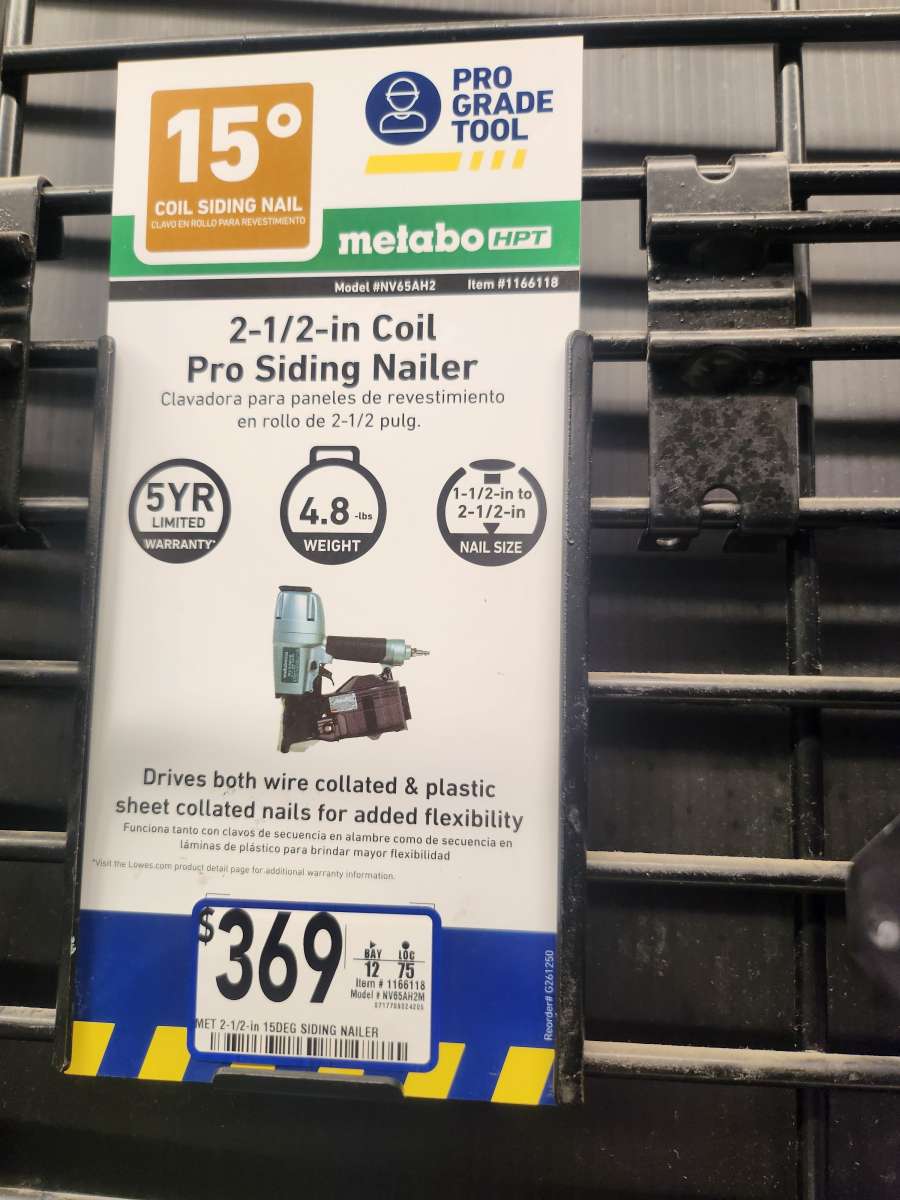 15°
COIL SIDING NAIL
CLAVO EN ROLLO PARA REVESTIMIENTO
PRO
GRADE
TOOL
metabo HPT
Model #NV65AH2 Item #1166118
2-1/2-in Coil
Pro Siding Nailer
Clavadora para paneles de revestimiento
en rollo de 2-1/2 pulg.
5YR
LIMITED
WARRANTY*
4.8 -lbs
WEIGHT
1-1/2-in to
2-1/2-in
NAIL SIZE
Drives both wire collated & plastic
sheet collated nails for added flexibility
Funciona tanto con clavos de secuencia en alambre como de secuencia en
láminas de plástico para brindar mayor flexibilidad
*Visit the Lowes.com product detail page for additional warranty information.
$369
BAY LOC
12 75
Item # 1166118
Model # NV65AH2M
MET 2-1/2-in 15DEG SIDING NAILER
Reorder# G261250